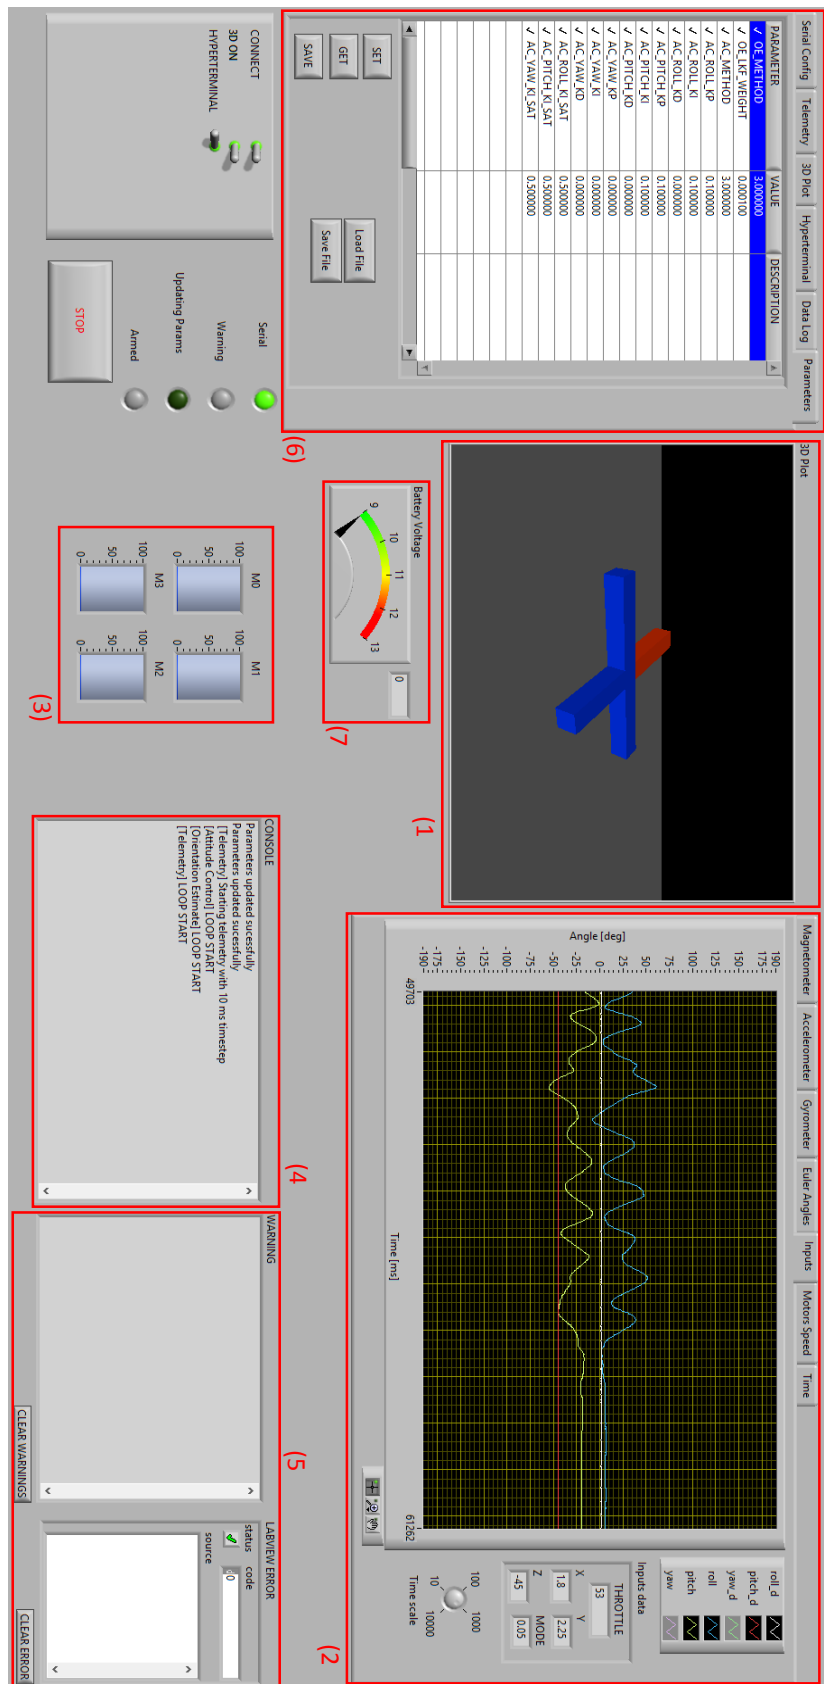 Serial Config Telemetry 3D Plot Hyperterminal Data Log Parameters
PARAMETER VALUE DESCRIPTION
✓ OE_METHOD 3.000000
✓ OE_LKF_WEIGHT 0.000100
✓ AC_METHOD 3.000000
✓ AC_ROLL_KP 0.100000
✓ AC_ROLL_KI 0.100000
✓ AC_ROLL_KD 0.000000
✓ AC_PITCH_KP 0.100000
✓ AC_PITCH_KI 0.100000
✓ AC_PITCH_KD 0.000000
✓ AC_YAW_KP 0.000000
✓ AC_YAW_KI 0.000000
✓ AC_YAW_KD 0.000000
✓ AC_ROLL_KI_SAT 0.500000
✓ AC_PITCH_KI_SAT 0.500000
✓ AC_YAW_KI_SAT 0.500000
SET
GET
SAVE
Load File
Save File
(6)
3D Plot
(1)
Magnetometer Accelerometer Gyrometer Euler Angles Inputs Motors Speed Time
Angle [deg]
190
175
150
125
100
75
50
25
0
-25
-50
-75
-100
-125
-150
-175
-190
49703
61262
Time [ms]
roll_d
pitch_d
yaw_d
roll
pitch
yaw
Inputs data
THROTTLE
53
X Y
1.8 2.25
Z MODE
-45 0.05
100 1000
10 10000
Time scale
(2)
CONNECT
3D ON
HYPERTERMINAL
Serial
Warning
Updating Params
Armed
STOP
Battery Voltage
9 10 11 12 13
0
(7)
M0 M1
100 100
50 50
0 0
M3 M2
100 100
50 50
0 0
(3)
CONSOLE
Parameters updated sucessfully
Parameters updated sucessfully
[Telemetry] Starting telemetry with 10 ms timestep
[Attitude Control] LOOP START
[Orientation Estimate] LOOP START
[Telemetry] LOOP START
(4)
WARNING
CLEAR WARNINGS
(5)
LABVIEW ERROR
status code
✓ 0
source
CLEAR ERROR